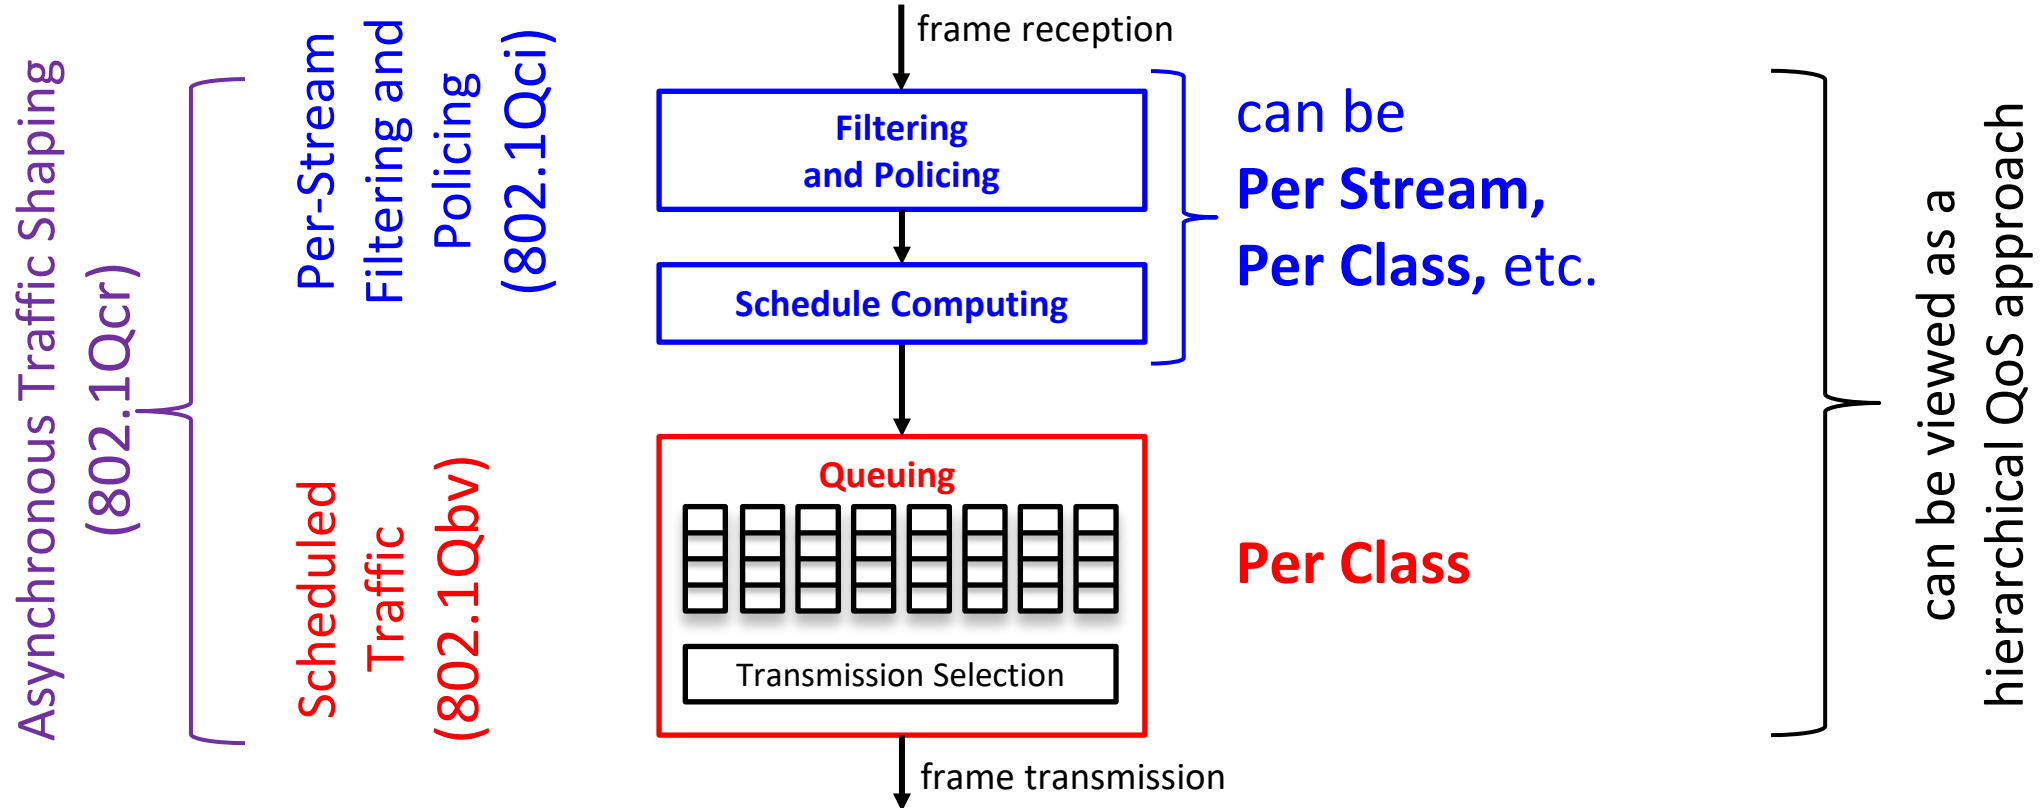 Asynchronous Traffic Shaping
(802.1Qcr)
Per-Stream
Filtering and
Policing
(802.1Qci)
Scheduled
Traffic
(802.1Qbv)
frame reception
Filtering
and Policing
Schedule Computing
Queuing
Transmission Selection
frame transmission
can be
Per Stream,
Per Class, etc.
Per Class
can be viewed as a
hierarchical QoS approach